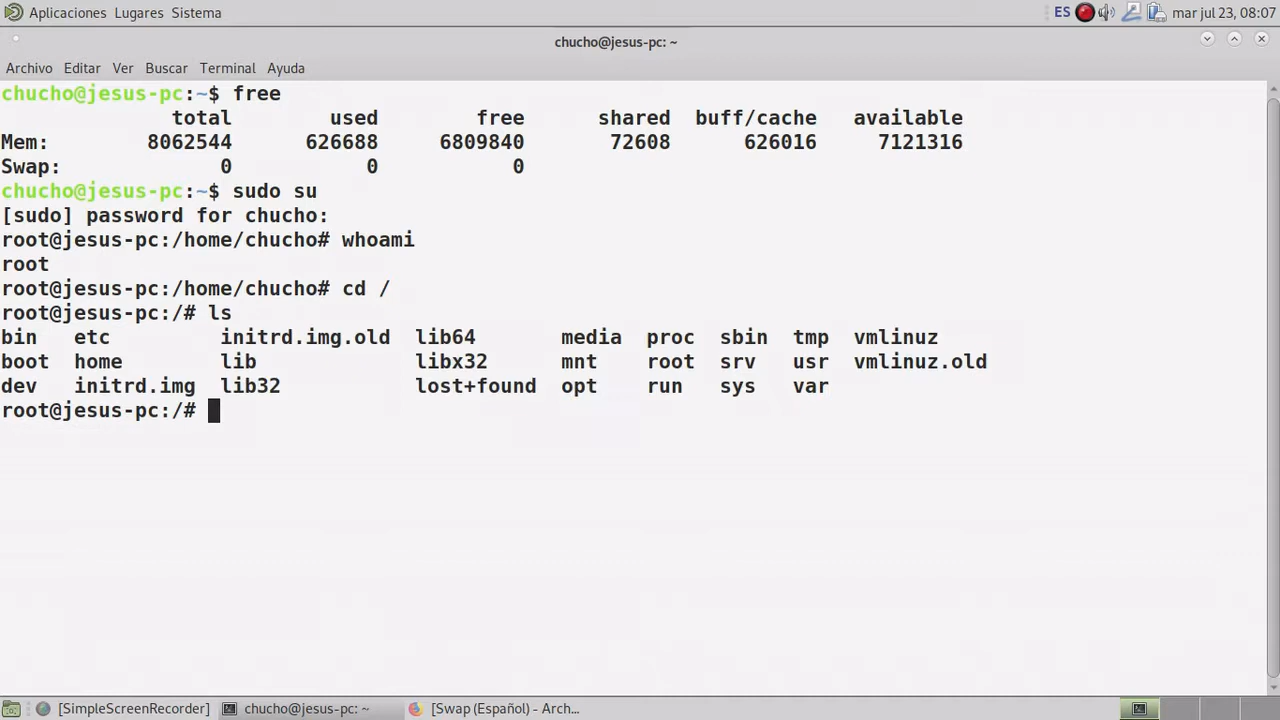 Aplicaciones Lugares Sistema ES mar jul 23, 08:07
chucho@jesus-pc: ~
Archivo Editar Ver Buscar Terminal Ayuda
chucho@jesus-pc:~$ free
total used free shared buff/cache available
Mem: 8062544 626688 6809840 72608 626016 7121316
Swap: 0 0 0
chucho@jesus-pc:~$ sudo su
[sudo] password for chucho:
root@jesus-pc:/home/chucho# whoami
root
root@jesus-pc:/home/chucho# cd /
root@jesus-pc:/# ls
bin etc initrd.img.old lib64 media proc sbin tmp vmlinuz
boot home lib libx32 mnt root srv usr vmlinuz.old
dev initrd.img lib32 lost+found opt run sys var
root@jesus-pc:/#
[SimpleScreenRecorder] chucho@jesus-pc: ~ [Swap (Español) - Arch...